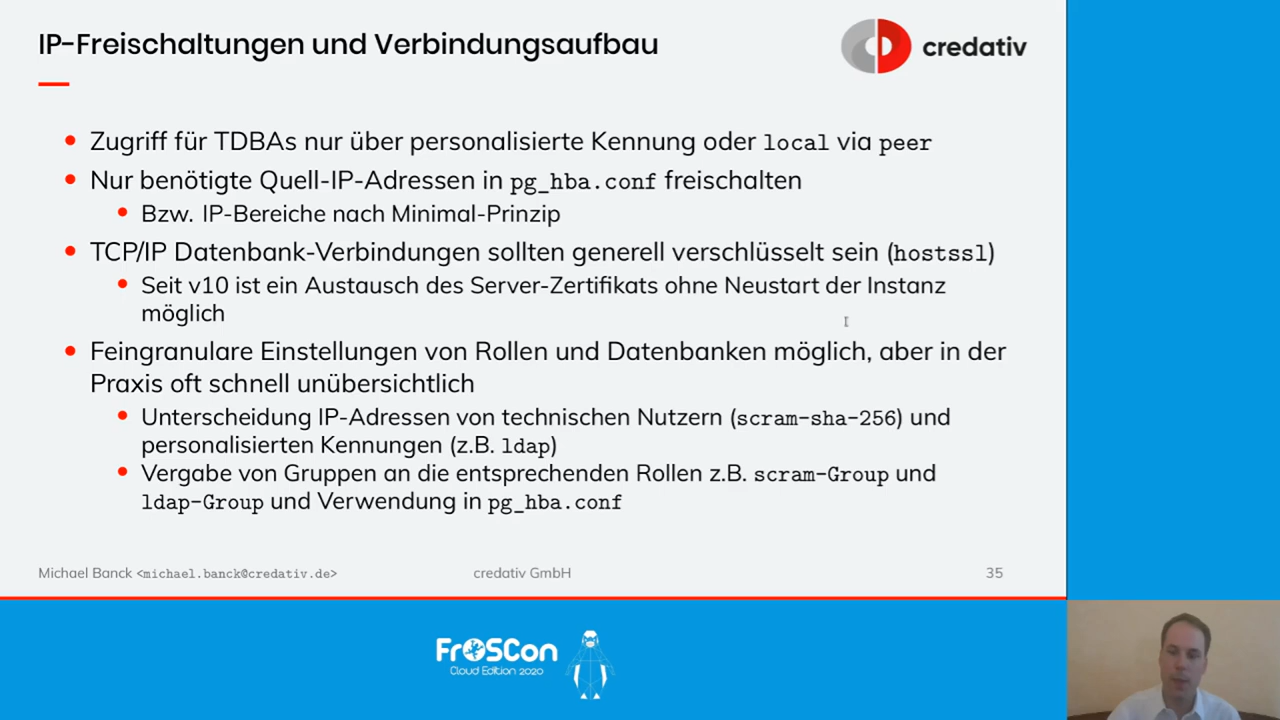 IP-Freischaltungen und Verbindungsaufbau
credativ
Zugriff für TDBAs nur über personalisierte Kennung oder local via peer
Nur benötigte Quell-IP-Adressen in pg_hba.conf freischalten
Bzw. IP-Bereiche nach Minimal-Prinzip
TCP/IP Datenbank-Verbindungen sollten generell verschlüsselt sein (hostssl)
Seit v10 ist ein Austausch des Server-Zertifikats ohne Neustart der Instanz
möglich
Feingranulare Einstellungen von Rollen und Datenbanken möglich, aber in der
Praxis oft schnell unübersichtlich
Unterscheidung IP-Adressen von technischen Nutzern (scram-sha-256) und
personalisierten Kennungen (z.B. ldap)
Vergabe von Gruppen an die entsprechenden Rollen z.B. scram-Group und
ldap-Group und Verwendung in pg_hba.conf
Michael Banck <michael.banck@credativ.de> credativ GmbH 35
FrOSCon
Cloud Edition 2020